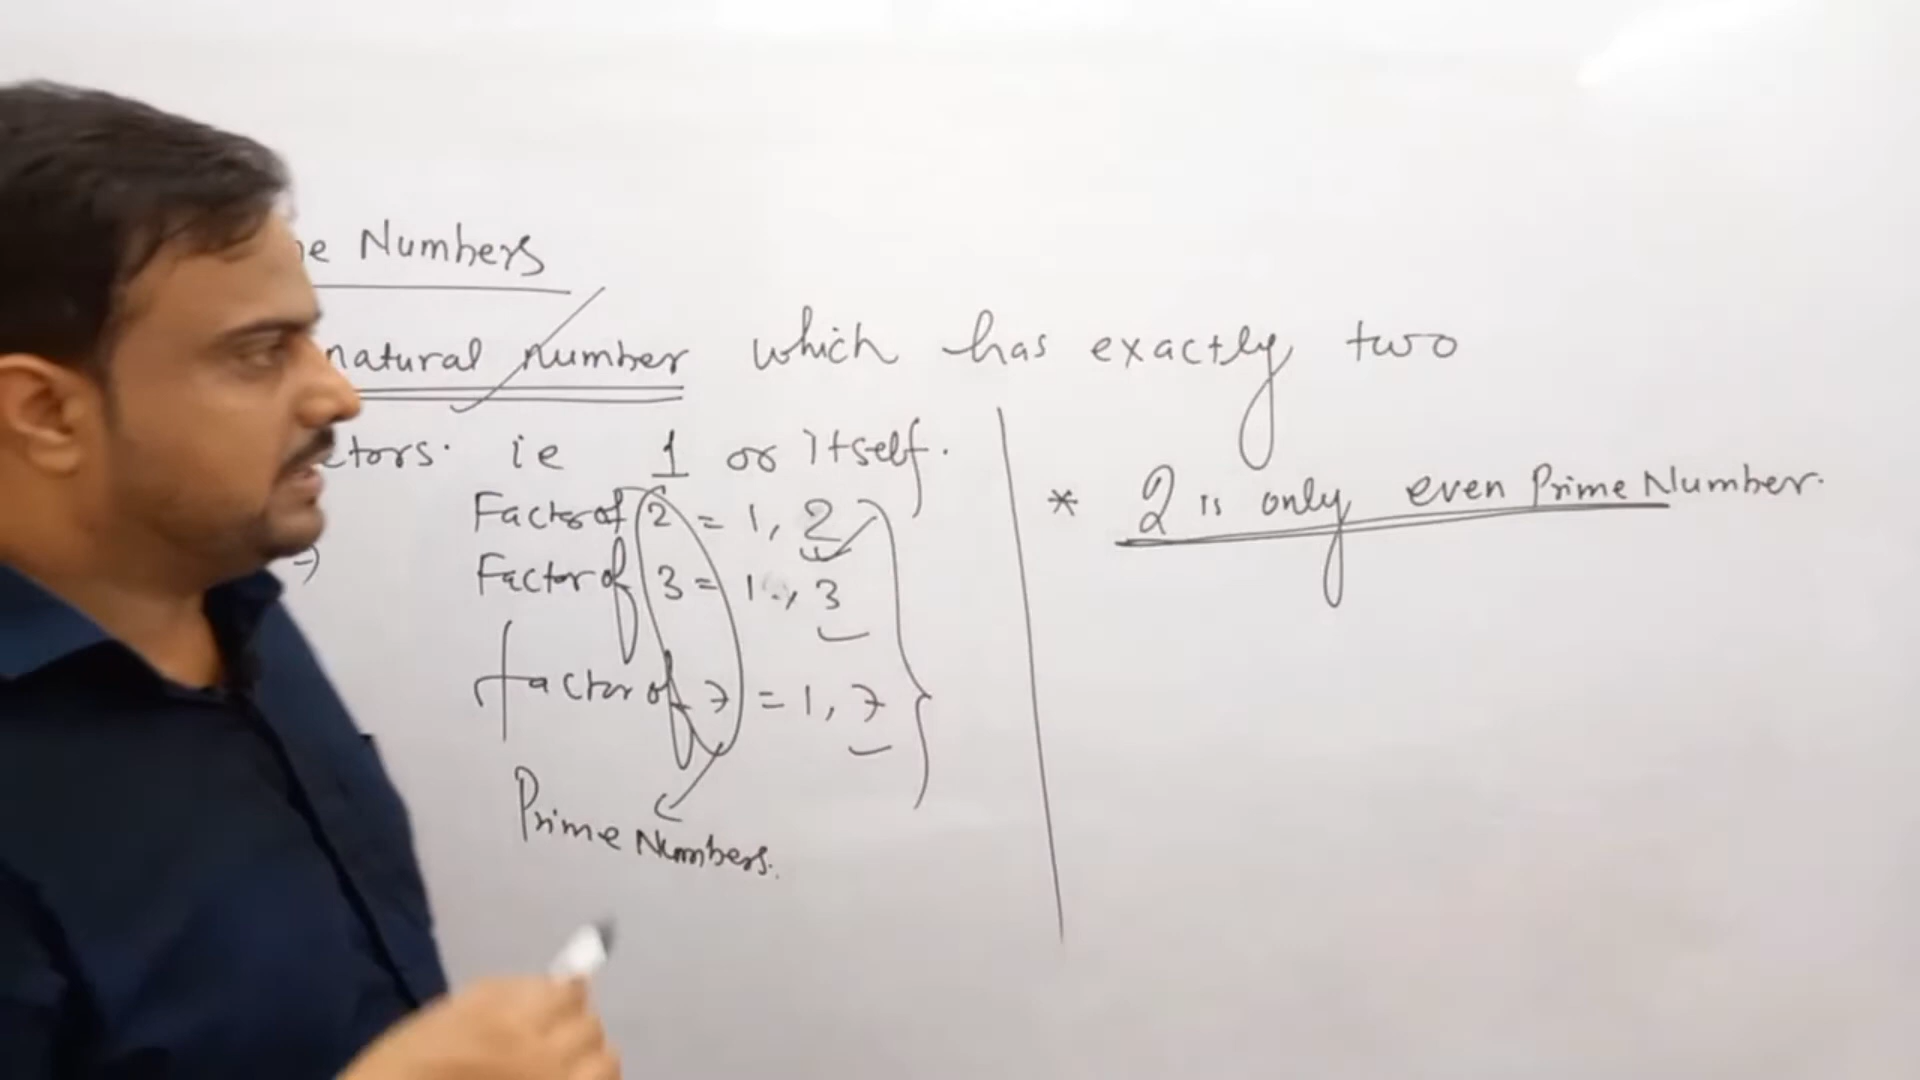 Numbers
natural number which has exactly two
ie 1 or itself.
Factor of 2 = 1, 2
Factor of 3 = 1, 3
factor of 7 = 1, 7
Prime Numbers.
* 2 is only even Prime Number.